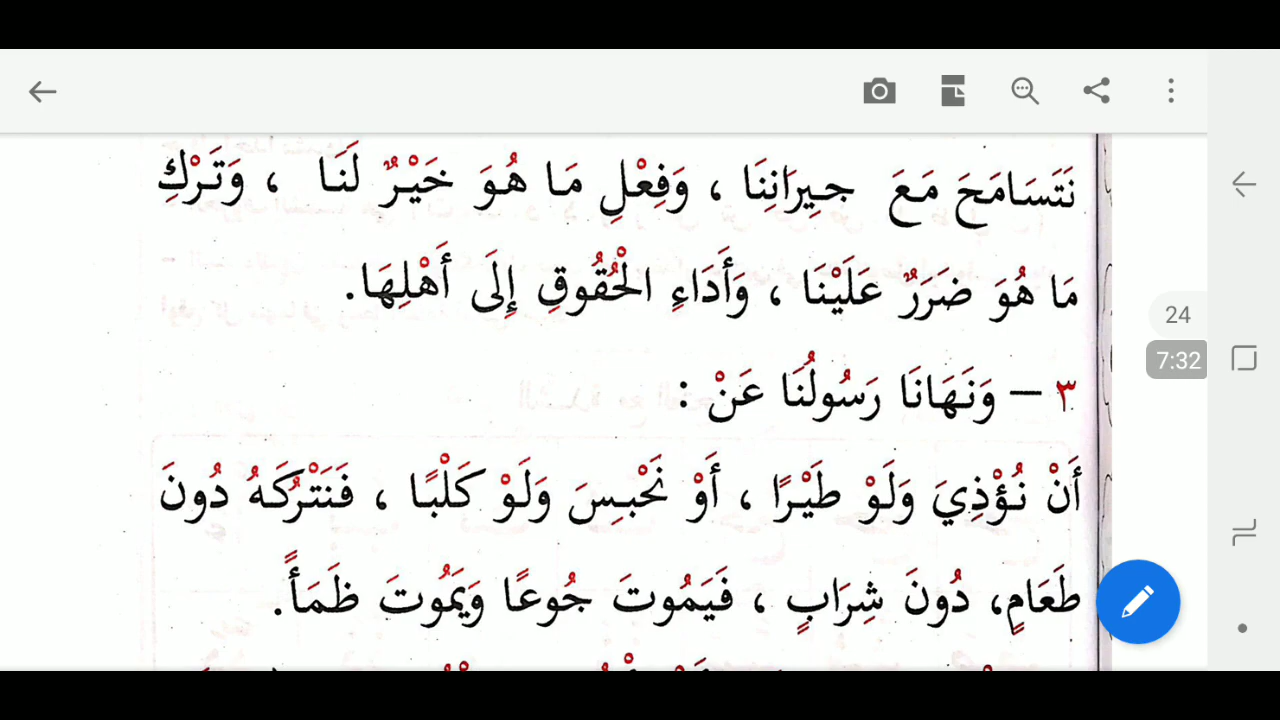 نَتَسَامَحَ مَعَ جِيرَانِنَا ، وَفِعْلِ مَا هُوَ خَيْرٌ لَنَا ، وَتَرْكِ
مَا هُوَ ضَرَرٌ عَلَيْنَا ، وَأَدَاءِ الْحُقُوقِ إِلَى أَهْلِهَا.
٣ – وَنَهَانَا رَسُولُنَا عَنْ :
أَنْ نُؤْذِيَ وَلَوْ طَيْرًا ، أَوْ نَحْبِسَ وَلَوْ كَلْبًا ، فَنَتْرُكَهُ دُونَ
طَعَامٍ، دُونَ شِرَابٍ ، فَيَمُوتَ جُوعًا وَيَمُوتَ ظَمَأً.
24
7:32